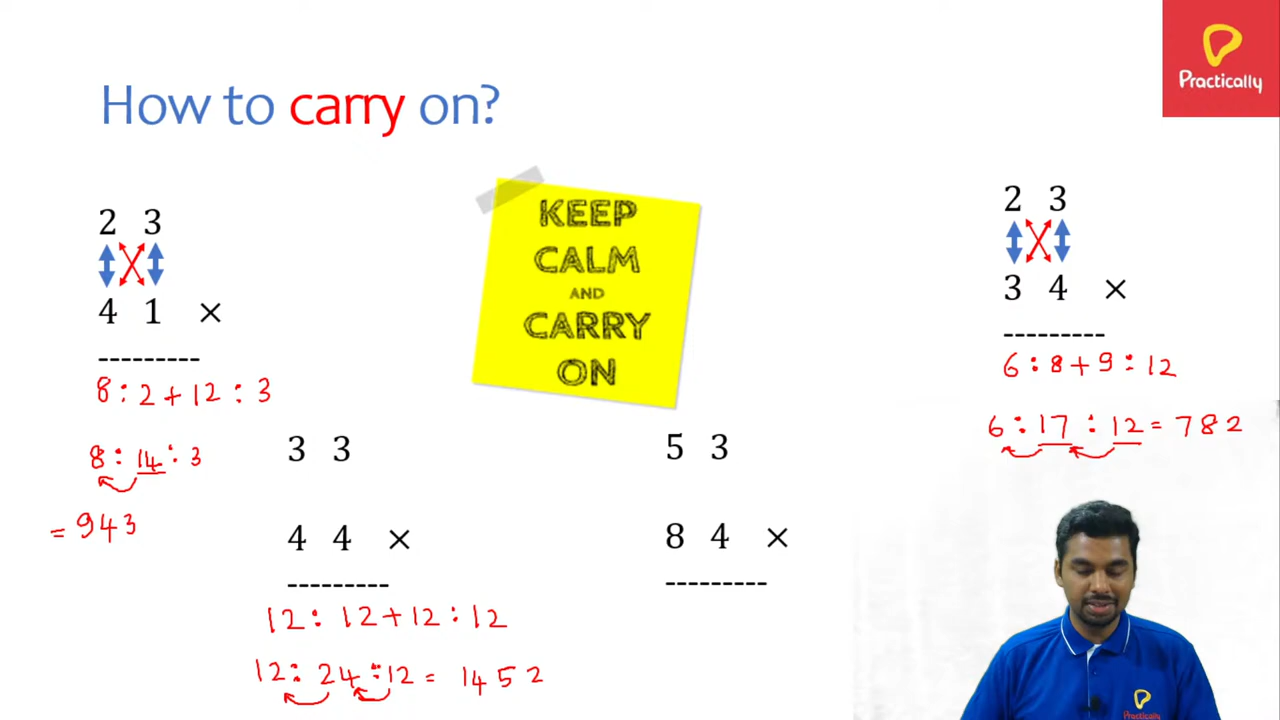 Practically
How to carry on?
2 3
4 1 ×
---------
8 : 2 + 12 : 3
8 : 14 : 3
= 943
KEEP
CALM
AND
CARRY
ON
2 3
3 4 ×
---------
6 : 8 + 9 : 12
6 : 17 : 12 = 782
3 3
4 4 ×
---------
12 : 12 + 12 : 12
12 : 24 : 12 = 1452
5 3
8 4 ×
---------
Practically